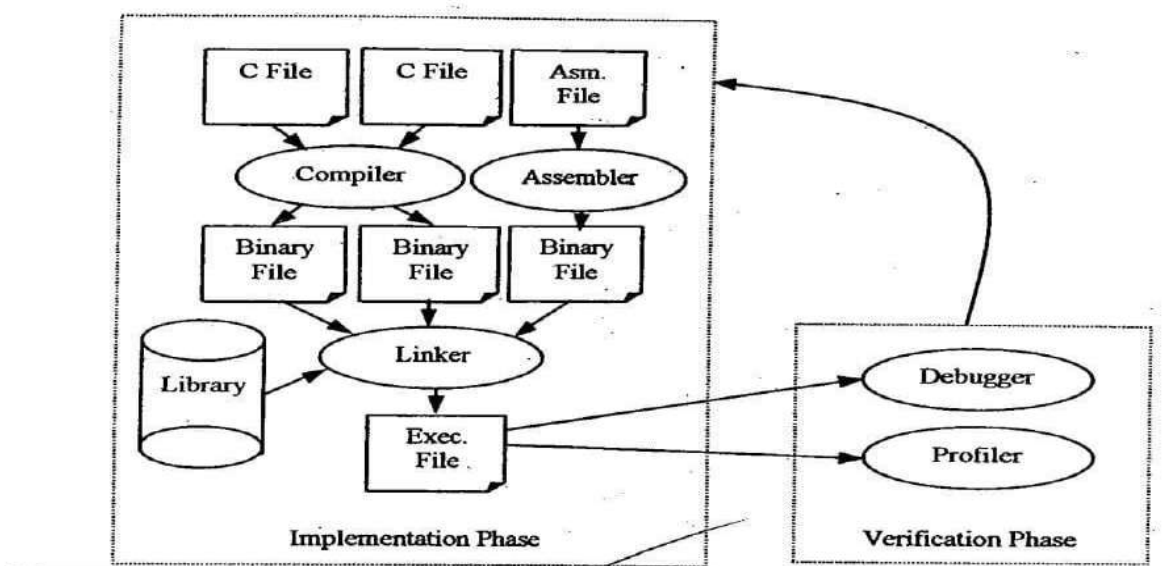 C File
C File
Asm.
File
Compiler
Assembler
Binary
File
Binary
File
Binary
File
Library
Linker
Debugger
Exec.
File
Profiler
Implementation Phase
Verification Phase